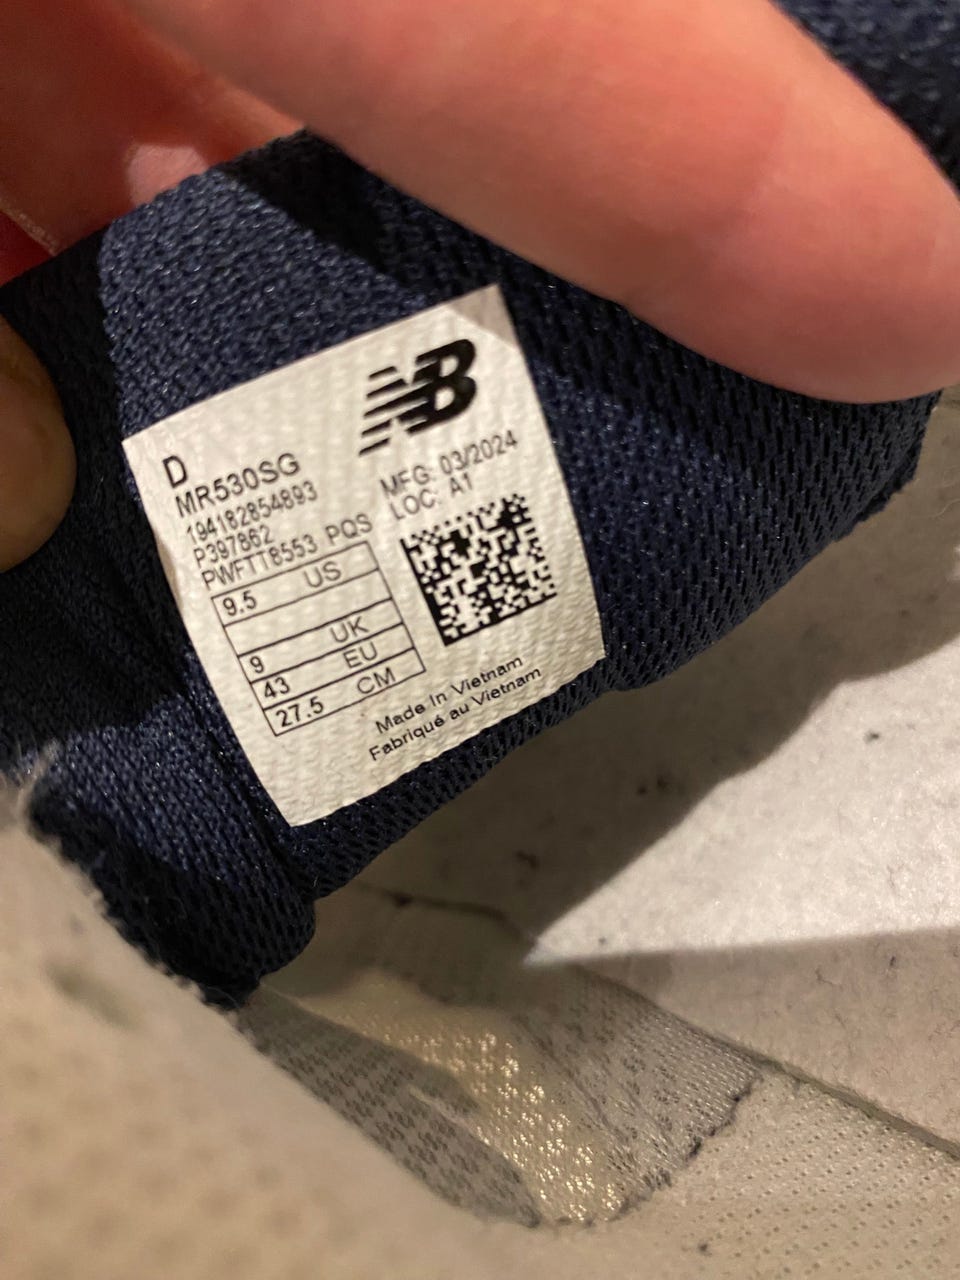 NB
D
MR530SG
194182854893
P397862
PWFTT8553 PQS
MFG: 03/2024
LOC: A1
9.5 US
9 UK
43 EU
27.5 CM
Made In Vietnam
Fabriqué au Vietnam